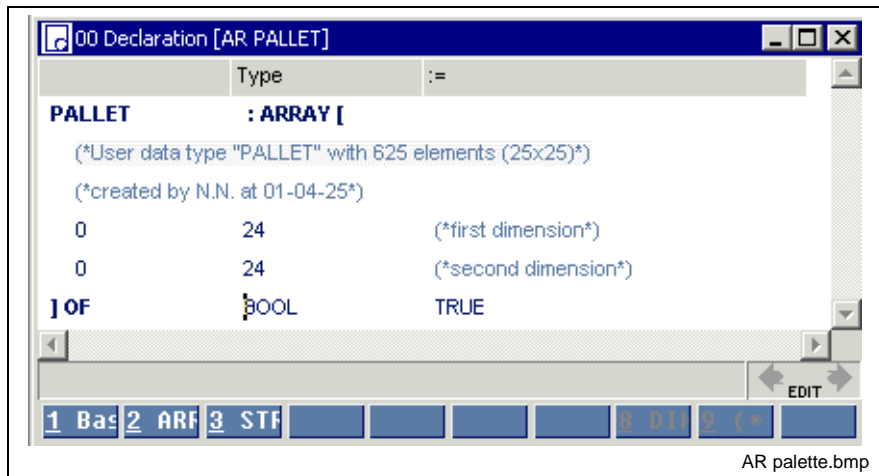 00 Declaration [AR PALLET]
Type :=
PALLET : ARRAY [
(*User data type "PALLET" with 625 elements (25x25)*)
(*created by N.N. at 01-04-25*)
0 24 (*first dimension*)
0 24 (*second dimension*)
] OF BOOL TRUE
EDIT
1 Bas 2 ARR 3 STR 8 DIM 9 (*
AR palette.bmp